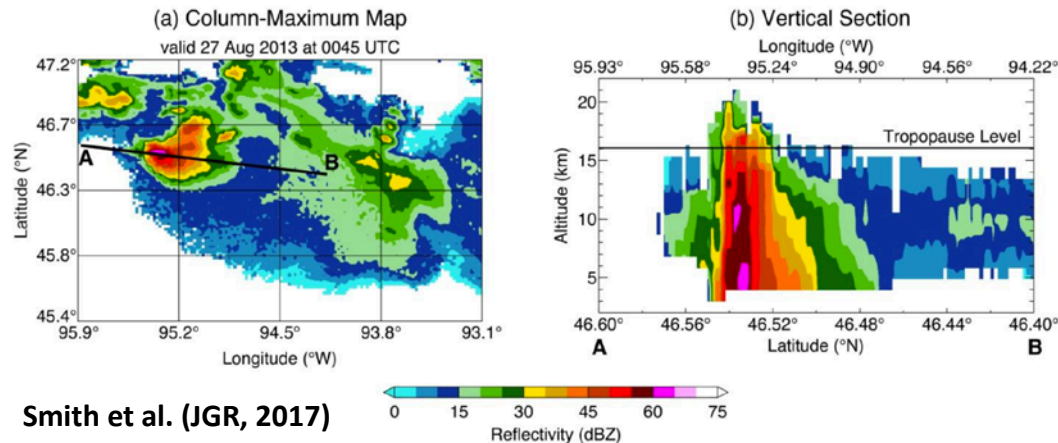 (a) Column-Maximum Map
valid 27 Aug 2013 at 0045 UTC
47.2°
46.7°
46.3°
45.8°
45.4°
Latitude (°N)
A
B
95.9° 95.2° 94.5° 93.8° 93.1°
Longitude (°W)
(b) Vertical Section
Longitude (°W)
95.93° 95.58° 95.24° 94.90° 94.56° 94.22°
20
15
10
5
Altitude (km)
Tropopause Level
46.60° 46.56° 46.52° 46.48° 46.44° 46.40°
A Latitude (°N) B
Smith et al. (JGR, 2017)
0 15 30 45 60 75
Reflectivity (dBZ)